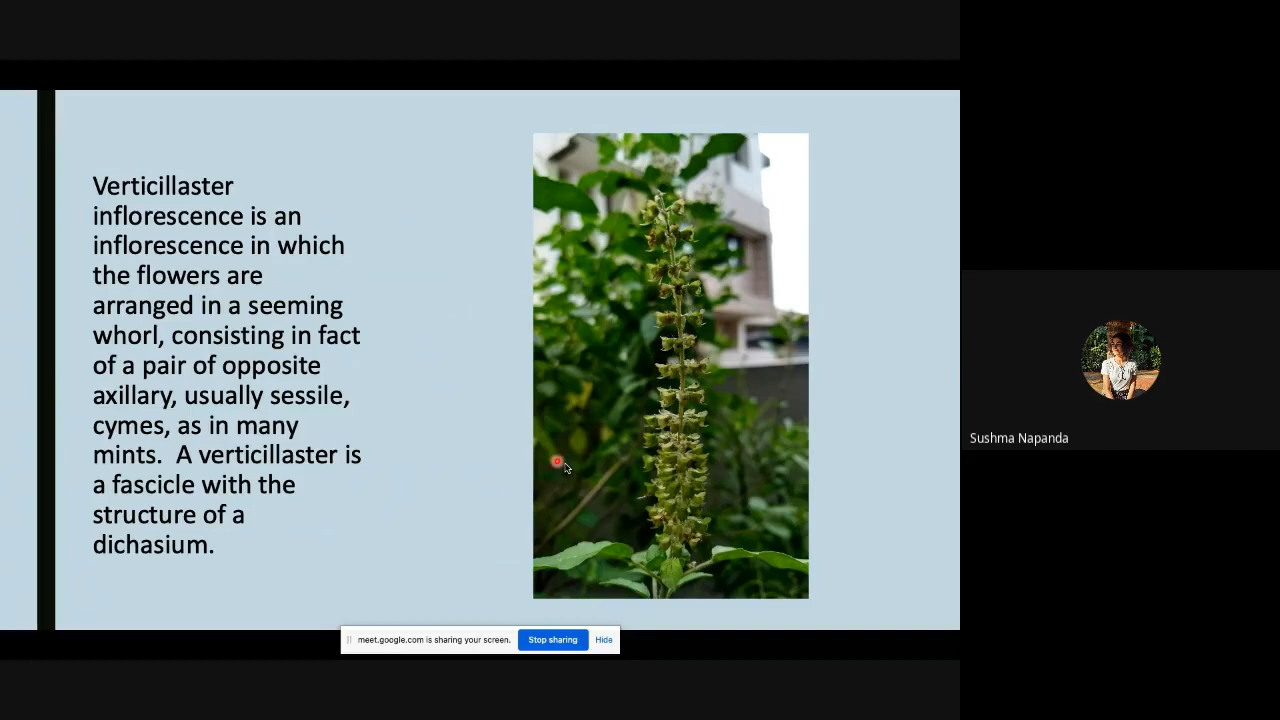 Verticillaster
inflorescence is an
inflorescence in which
the flowers are
arranged in a seeming
whorl, consisting in fact
of a pair of opposite
axillary, usually sessile,
cymes, as in many
mints.  A verticillaster is
a fascicle with the
structure of a
dichasium.
Sushma Napanda
meet.google.com is sharing your screen. Stop sharing Hide